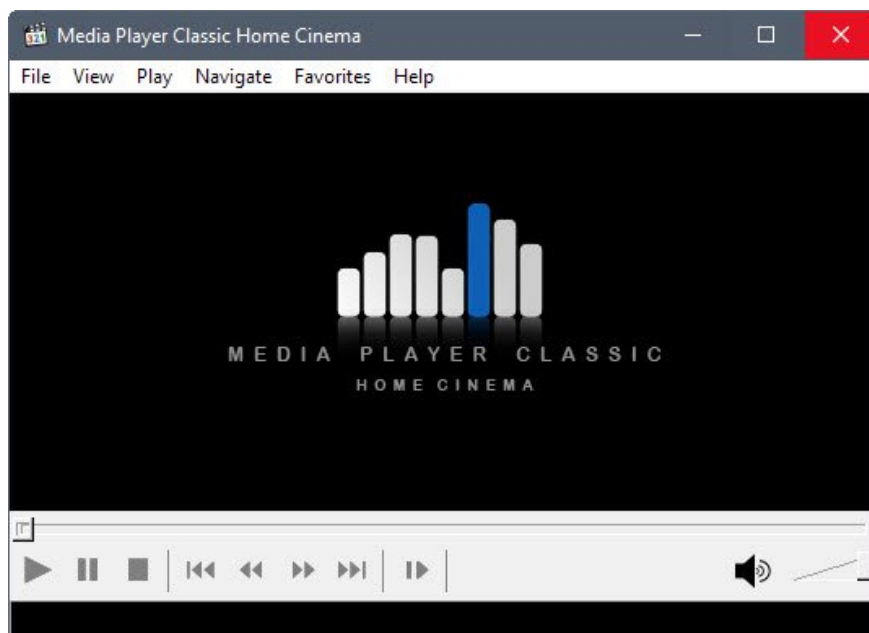 Media Player Classic Home Cinema
File View Play Navigate Favorites Help
MEDIA PLAYER CLASSIC
HOME CINEMA